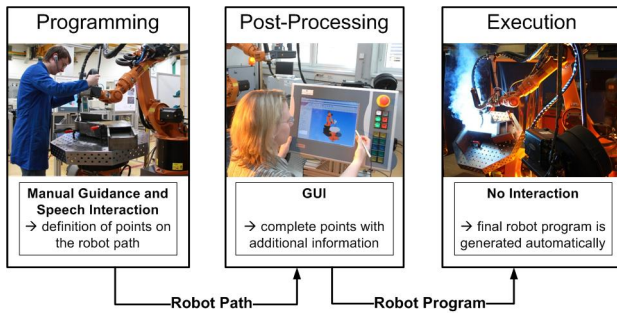 Programming
Manual Guidance and
Speech Interaction
→ definition of points on
the robot path
Post-Processing
GUI
→ complete points with
additional information
Execution
No Interaction
→ final robot program is
generated automatically
Robot Path
Robot Program